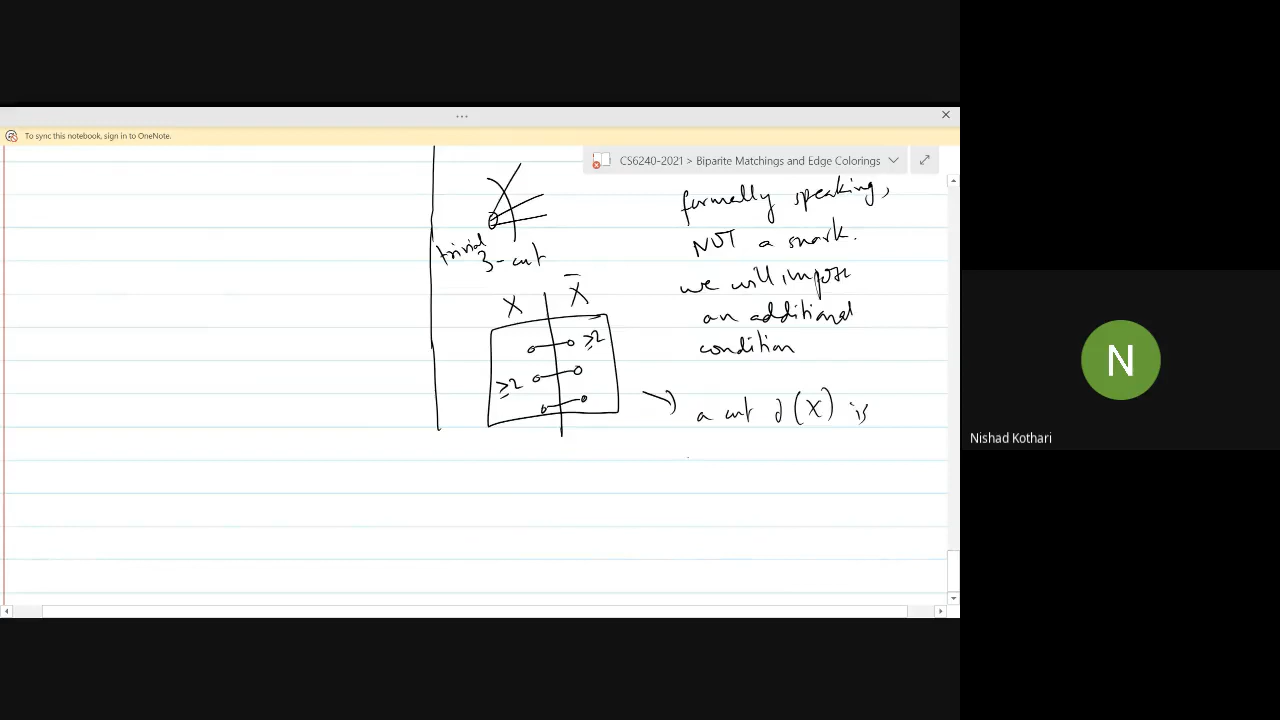 To sync this notebook, sign in to OneNote.
CS6240-2021 > Biparite Matchings and Edge Colorings
trivial
3-cut
X X̄
≥2
≥2
formally speaking,
NOT a snark.
we will impose
an additional
condition
a cut ∂(X) is
N
Nishad Kothari